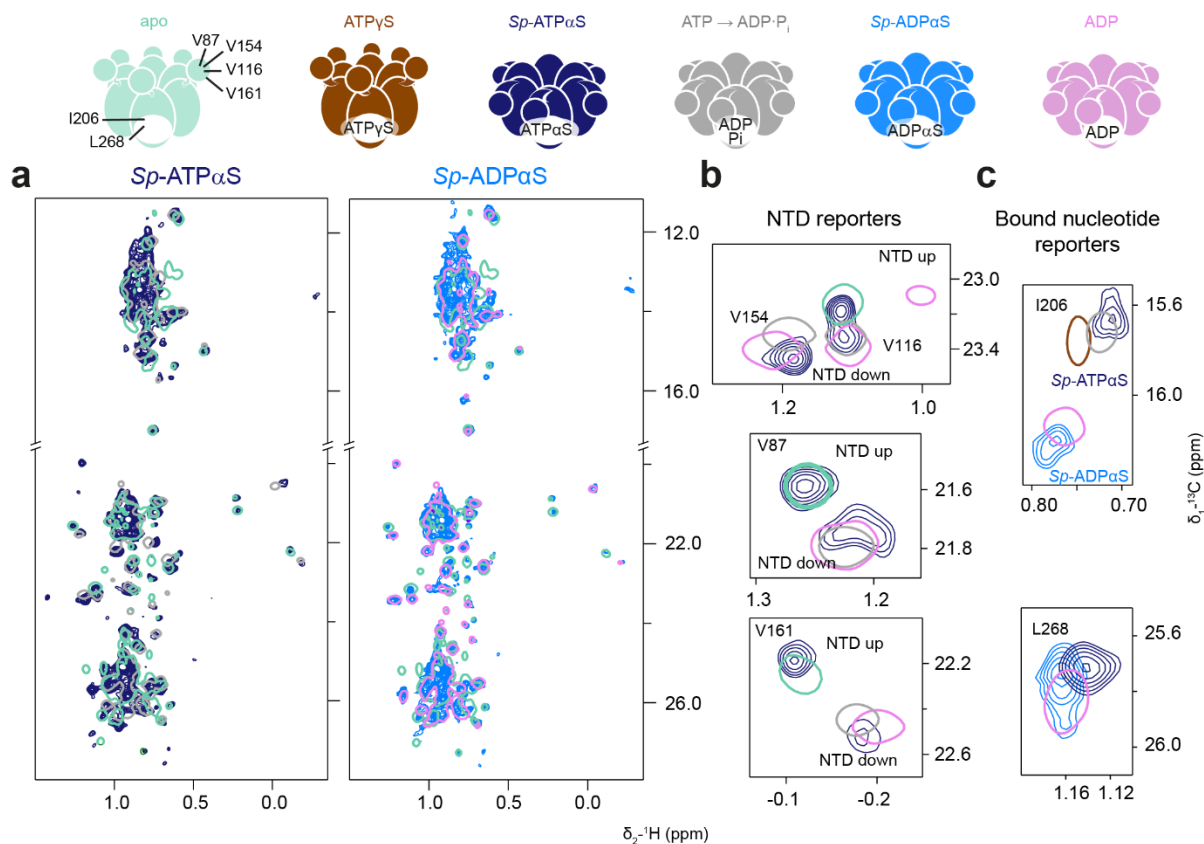 apo
ATPγS
Sp-ATPαS
ATP → ADP·Pi
Sp-ADPαS
ADP
V87
V154
V116
V161
I206
L268
ATPγS
ATPαS
ADP
Pi
ADPαS
ADP
a
Sp-ATPαS
Sp-ADPαS
12.0
16.0
22.0
26.0
1.0 0.5 0.0
1.0 0.5 0.0
δ2-1H (ppm)
b
NTD reporters
NTD up
V154
V116
NTD down
23.0
23.4
1.2 1.0
V87
NTD up
NTD down
21.6
21.8
1.3 1.2
V161
NTD up
NTD down
22.2
22.6
-0.1 -0.2
c
Bound nucleotide
reporters
I206
Sp-ATPαS
Sp-ADPαS
15.6
16.0
0.80 0.70
δ1-13C (ppm)
L268
25.6
26.0
1.16 1.12